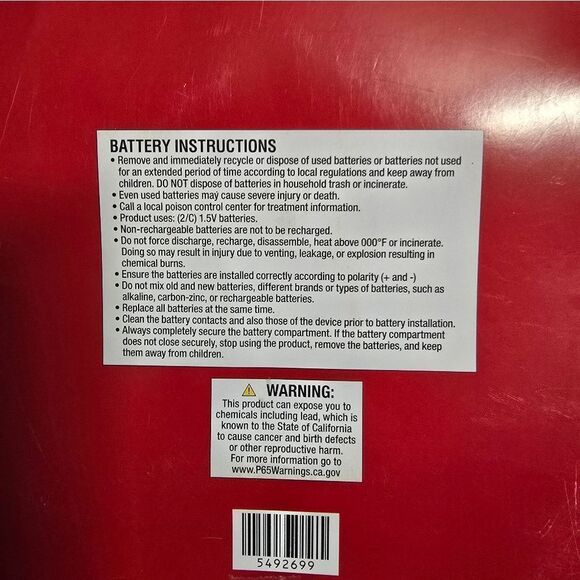 BATTERY INSTRUCTIONS
• Remove and immediately recycle or dispose of used batteries or batteries not used
for an extended period of time according to local regulations and keep away from
children. DO NOT dispose of batteries in household trash or incinerate.
• Even used batteries may cause severe injury or death.
• Call a local poison control center for treatment information.
• Product uses: (2/C) 1.5V batteries.
• Non-rechargeable batteries are not to be recharged.
• Do not force discharge, recharge, disassemble, heat above 000°F or incinerate.
Doing so may result in injury due to venting, leakage, or explosion resulting in
chemical burns.
• Ensure the batteries are installed correctly according to polarity (+ and -)
• Do not mix old and new batteries, different brands or types of batteries, such as
alkaline, carbon-zinc, or rechargeable batteries.
• Replace all batteries at the same time.
• Clean the battery contacts and also those of the device prior to battery installation.
• Always completely secure the battery compartment. If the battery compartment
does not close securely, stop using the product, remove the batteries, and keep
them away from children.
⚠ WARNING:
This product can expose you to
chemicals including lead, which is
known to the State of California
to cause cancer and birth defects
or other reproductive harm.
For more information go to
www.P65Warnings.ca.gov
5492699